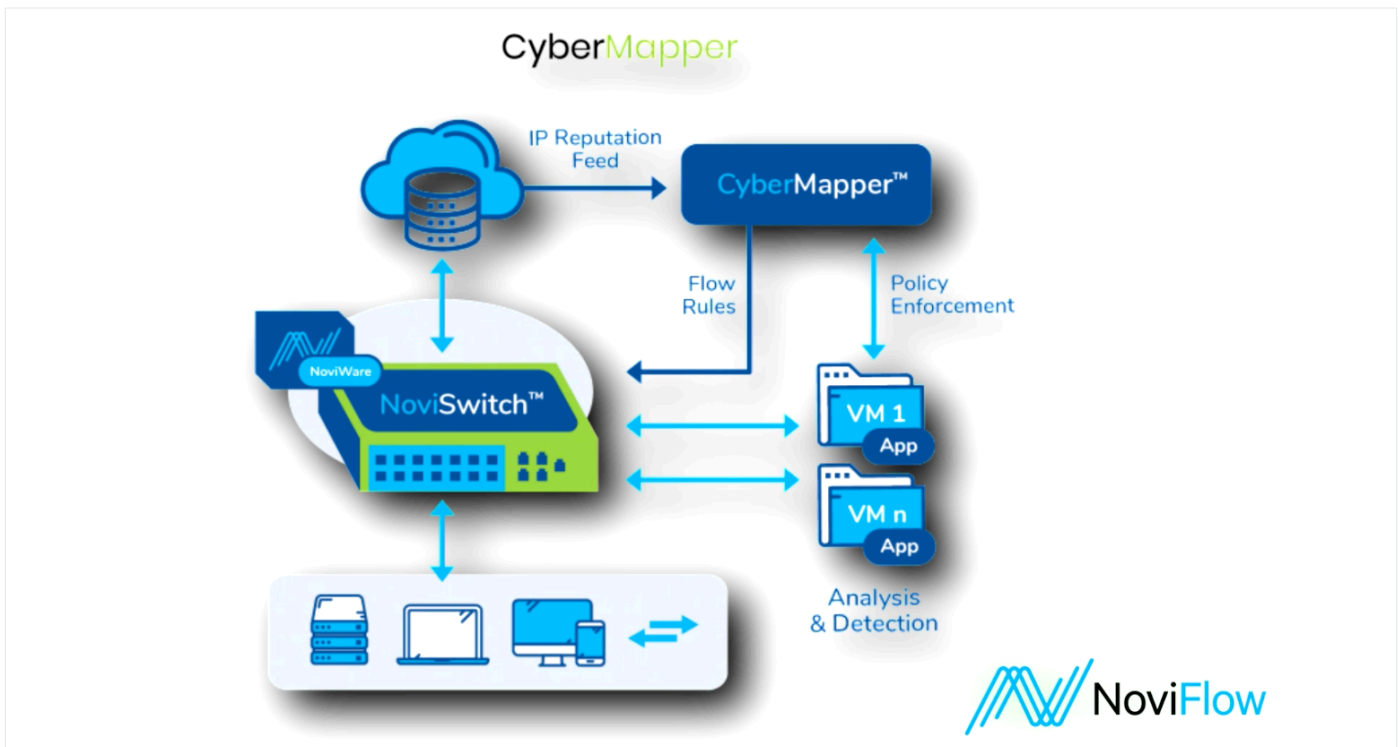 CyberMapper
IP Reputation
Feed
CyberMapper™
Flow
Rules
Policy
Enforcement
NoviWare
NoviSwitch™
VM 1
App
VM n
App
Analysis
& Detection
NoviFlow